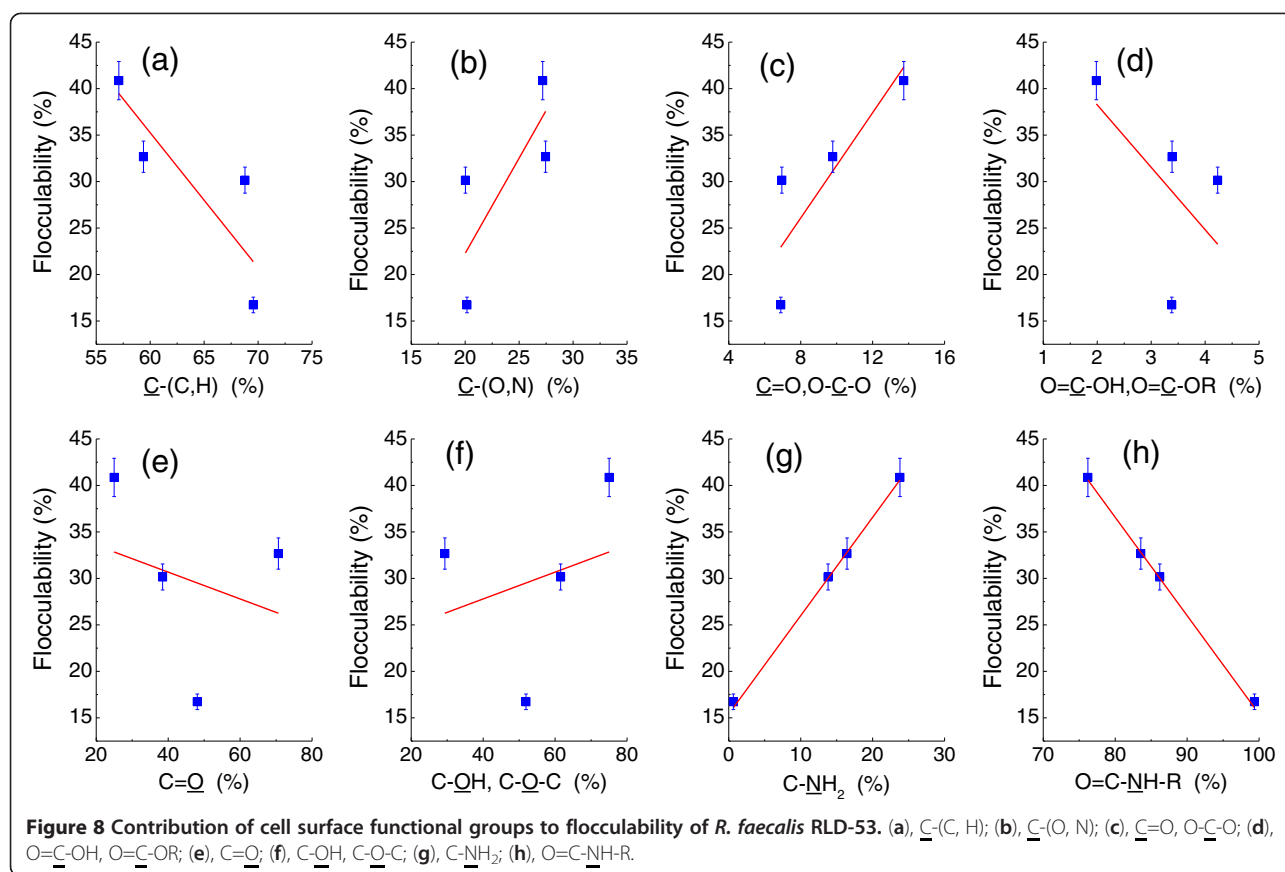 (a) (b) (c) (d)
Flocculability (%) Flocculability (%) Flocculability (%) Flocculability (%)
45 45 45 45
40 40 40 40
35 35 35 35
30 30 30 30
25 25 25 25
20 20 20 20
15 15 15 15
55 60 65 70 75 15 20 25 30 35 4 8 12 16 1 2 3 4 5
C-(C,H) (%) C-(O,N) (%) C=O,O-C-O (%) O=C-OH,O=C-OR (%)
(e) (f) (g) (h)
Flocculability (%) Flocculability (%) Flocculability (%) Flocculability (%)
45 45 45 45
40 40 40 40
35 35 35 35
30 30 30 30
25 25 25 25
20 20 20 20
15 15 15 15
20 40 60 80 20 40 60 80 0 10 20 30 70 80 90 100
C=O (%) C-OH, C-O-C (%) C-NH₂ (%) O=C-NH-R (%)
Figure 8 Contribution of cell surface functional groups to flocculability of R. faecalis RLD-53. (a), C-(C, H); (b), C-(O, N); (c), C=O, O-C-O; (d),
O=C-OH, O=C-OR; (e), C=O; (f), C-OH, C-O-C; (g), C-NH₂; (h), O=C-NH-R.